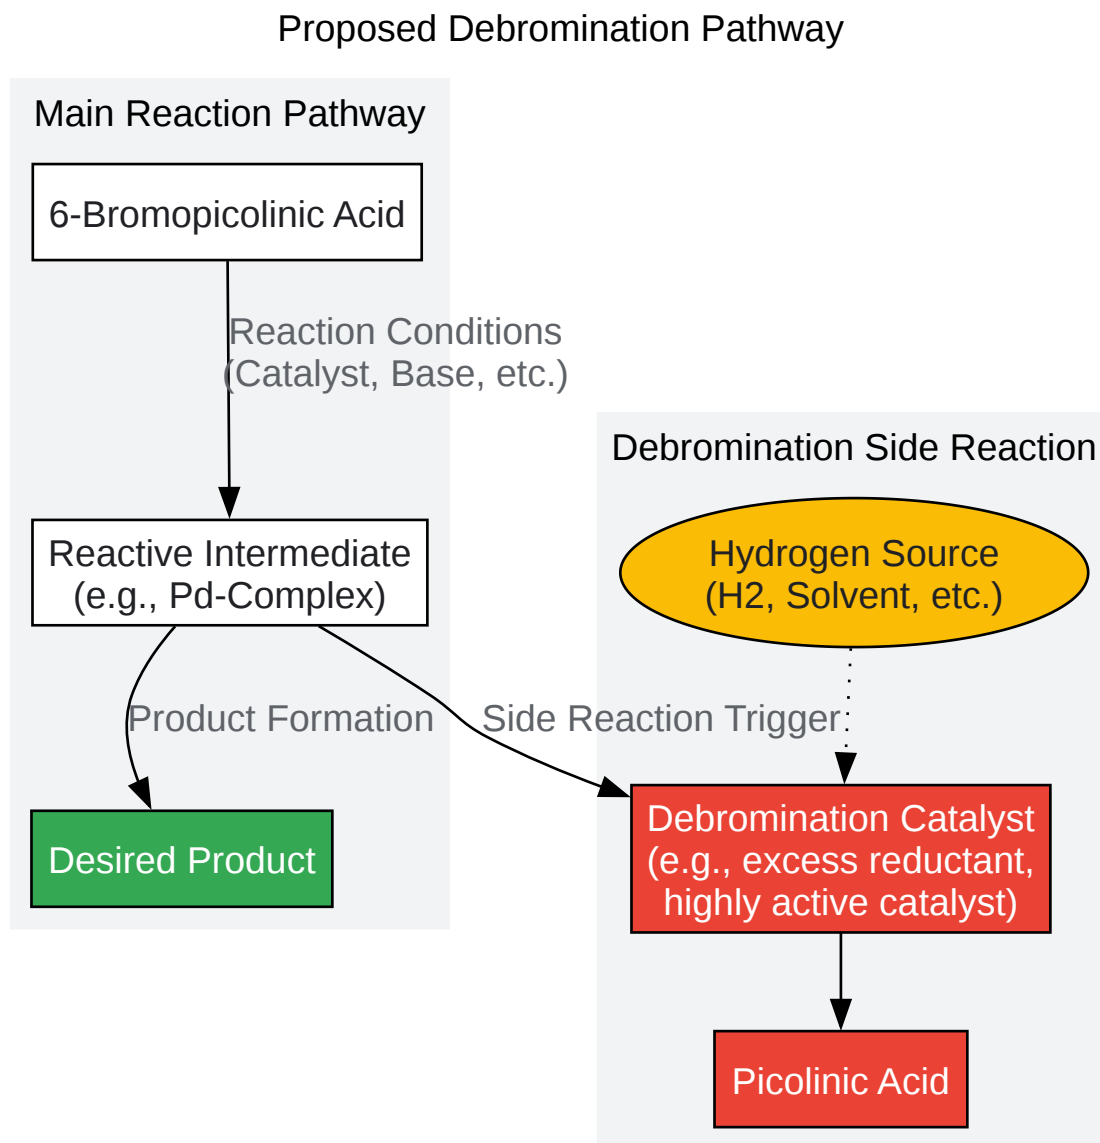 Proposed Debromination Pathway
Main Reaction Pathway
6-Bromopicolinic Acid
Reaction Conditions
(Catalyst, Base, etc.)
Debromination Side Reaction
Reactive Intermediate
(e.g., Pd-Complex)
Hydrogen Source
(H2, Solvent, etc.)
Product Formation
Side Reaction Trigger
Desired Product
Debromination Catalyst
(e.g., excess reductant,
highly active catalyst)
Picolinic Acid